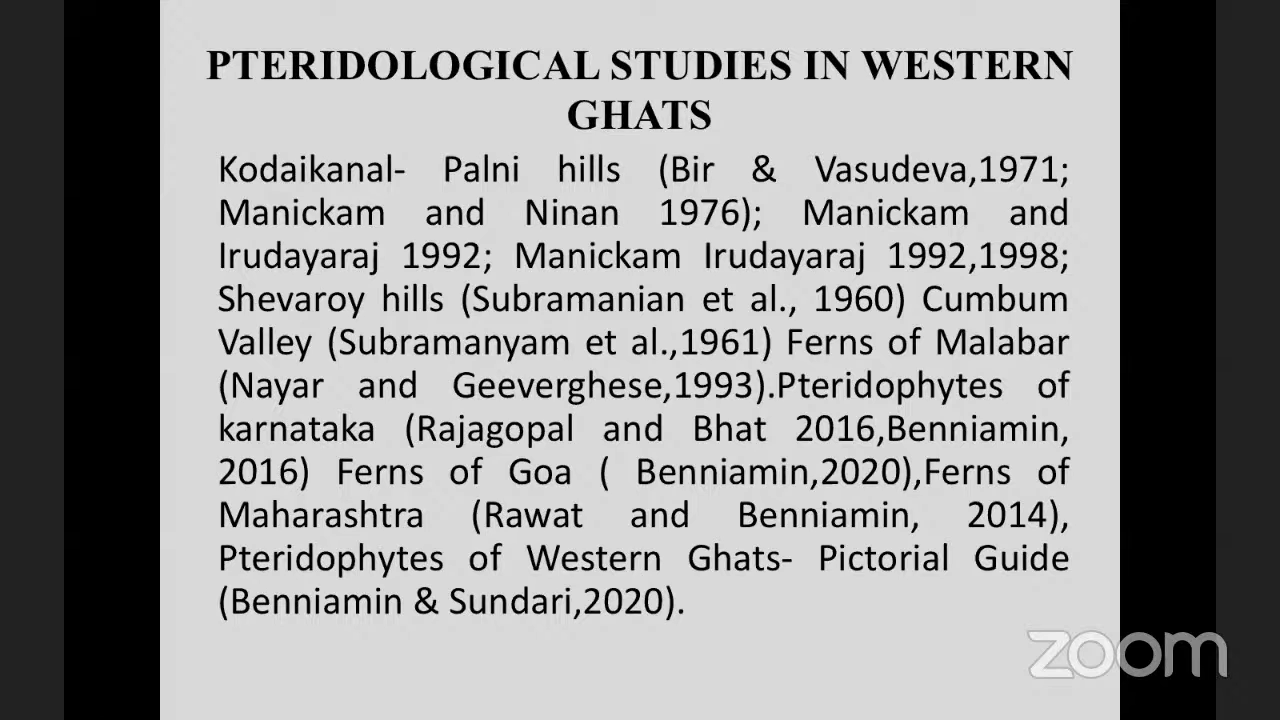 PTERIDOLOGICAL STUDIES IN WESTERN
GHATS
Kodaikanal- Palni hills (Bir & Vasudeva,1971;
Manickam and Ninan 1976); Manickam and
Irudayaraj 1992; Manickam Irudayaraj 1992,1998;
Shevaroy hills (Subramanian et al., 1960) Cumbum
Valley (Subramanyam et al.,1961) Ferns of Malabar
(Nayar and Geeverghese,1993).Pteridophytes of
karnataka (Rajagopal and Bhat 2016,Benniamin,
2016) Ferns of Goa ( Benniamin,2020),Ferns of
Maharashtra (Rawat and Benniamin, 2014),
Pteridophytes of Western Ghats- Pictorial Guide
(Benniamin & Sundari,2020).
zoom